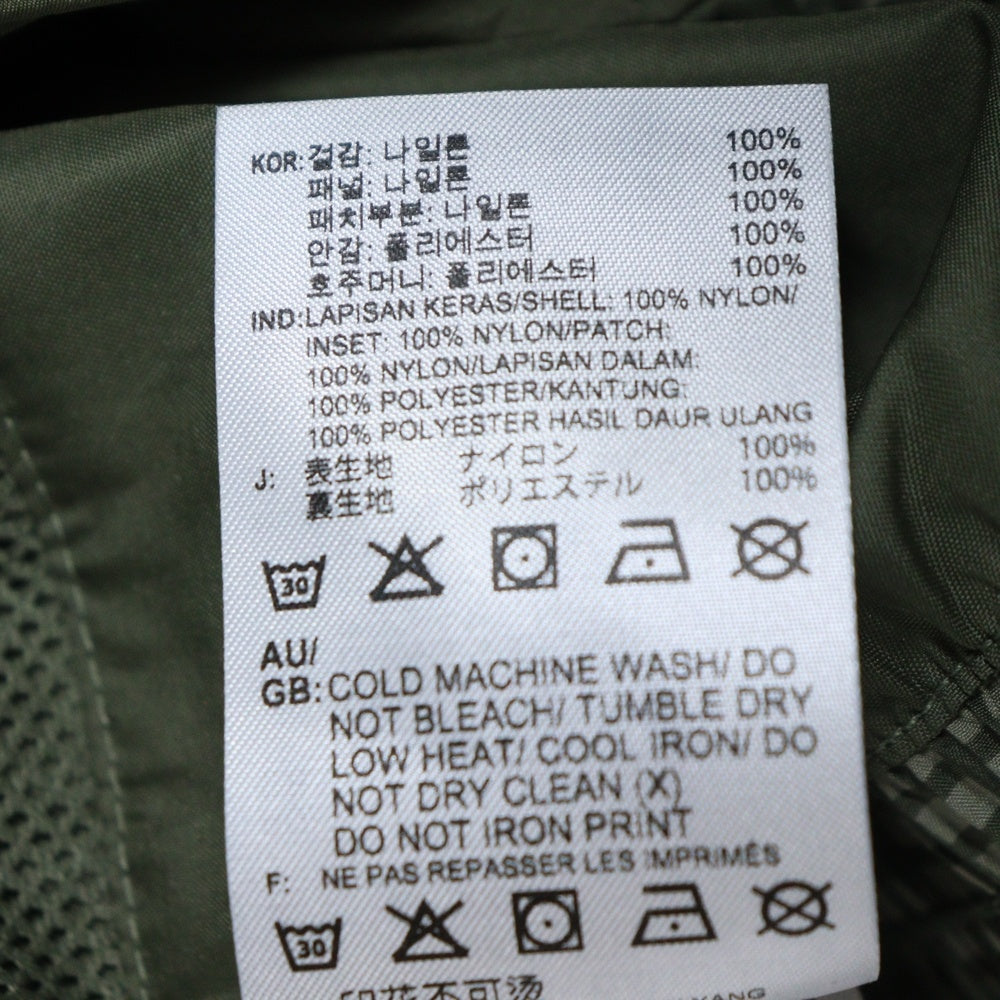 KOR: 겉감: 나일론 100%
패널: 나일론 100%
패치부분: 나일론 100%
안감: 폴리에스터 100%
호주머니: 폴리에스터 100%
IND: LAPISAN KERAS/SHELL: 100% NYLON/
INSET: 100% NYLON/PATCH:
100% NYLON/LAPISAN DALAM:
100% POLYESTER/KANTUNG:
100% POLYESTER HASIL DAUR ULANG
J: 表生地 ナイロン 100%
裏生地 ポリエステル 100%
30
AU/
GB: COLD MACHINE WASH/ DO
NOT BLEACH/ TUMBLE DRY
LOW HEAT/ COOL IRON/ DO
NOT DRY CLEAN (X)
DO NOT IRON PRINT
F: NE PAS REPASSER LES IMPRIMÉS
30
印花不可烫